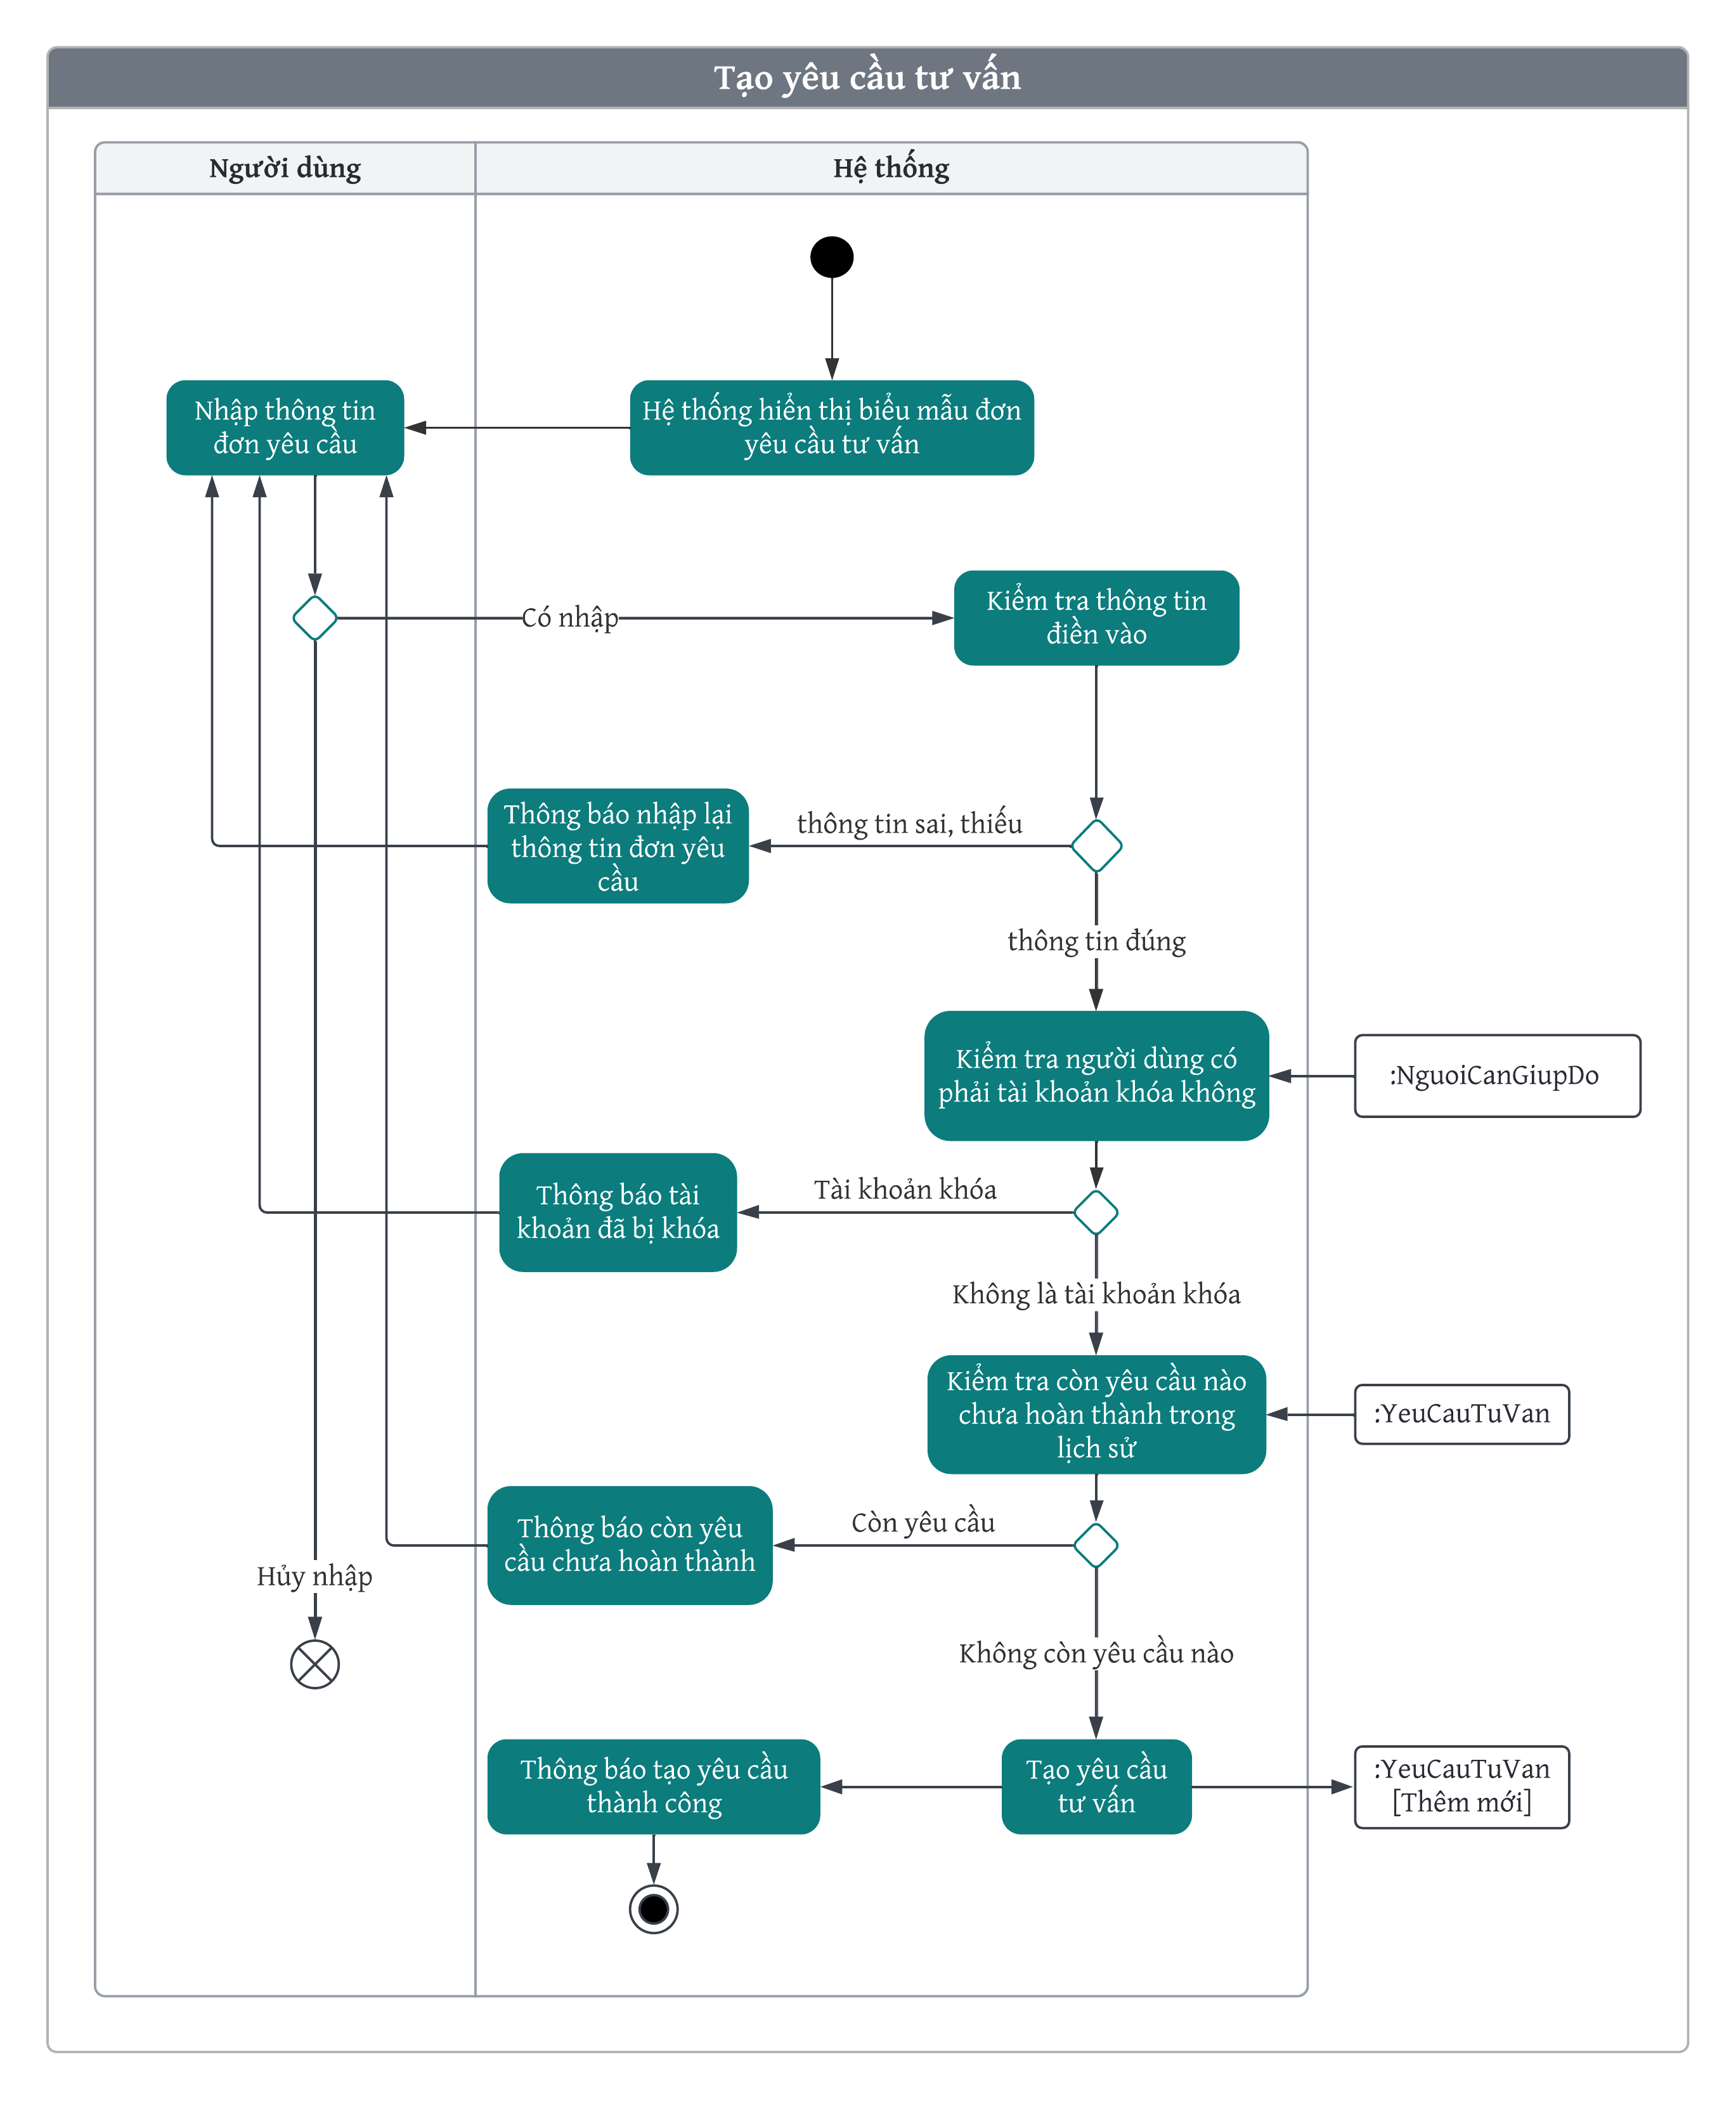 Tạo yêu cầu tư vấn
Người dùng
Hệ thống
Nhập thông tin
đơn yêu cầu
Hệ thống hiển thị biểu mẫu đơn
yêu cầu tư vấn
Có nhập
Kiểm tra thông tin
điền vào
Thông báo nhập lại
thông tin đơn yêu
cầu
thông tin sai, thiếu
thông tin đúng
Kiểm tra người dùng có
phải tài khoản khóa không
:NguoiCanGiupDo
Thông báo tài
khoản đã bị khóa
Tài khoản khóa
Không là tài khoản khóa
Kiểm tra còn yêu cầu nào
chưa hoàn thành trong
lịch sử
:YeuCauTuVan
Thông báo còn yêu
cầu chưa hoàn thành
Còn yêu cầu
Hủy nhập
Không còn yêu cầu nào
Thông báo tạo yêu cầu
thành công
Tạo yêu cầu
tư vấn
:YeuCauTuVan
[Thêm mới]